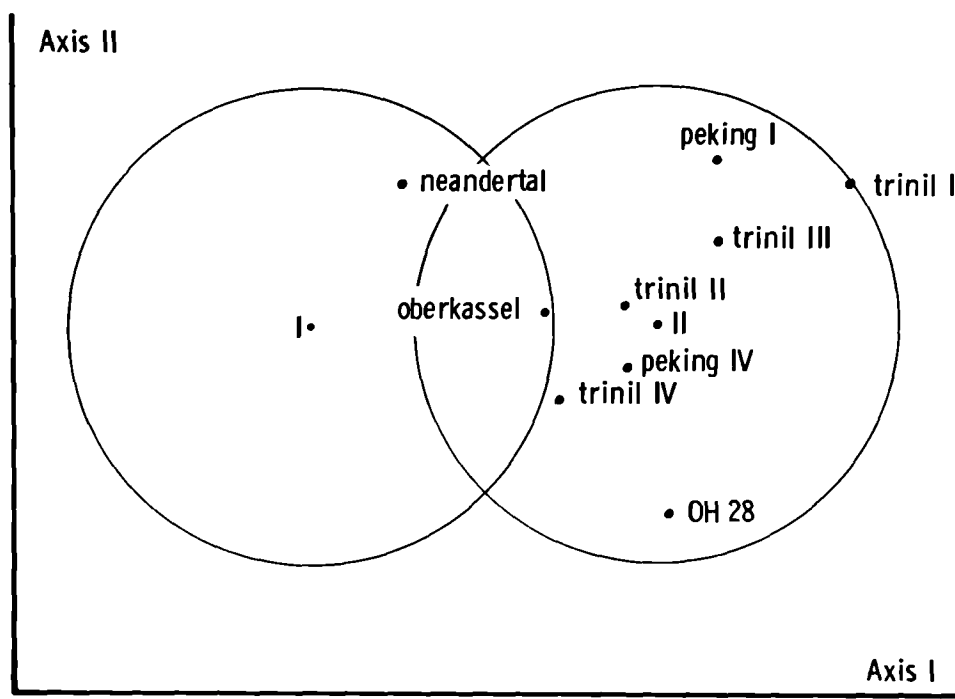 Axis II
peking I
neandertal
trinil I
trinil III
trinil II
oberkassel
I
II
peking IV
trinil IV
OH 28
Axis I